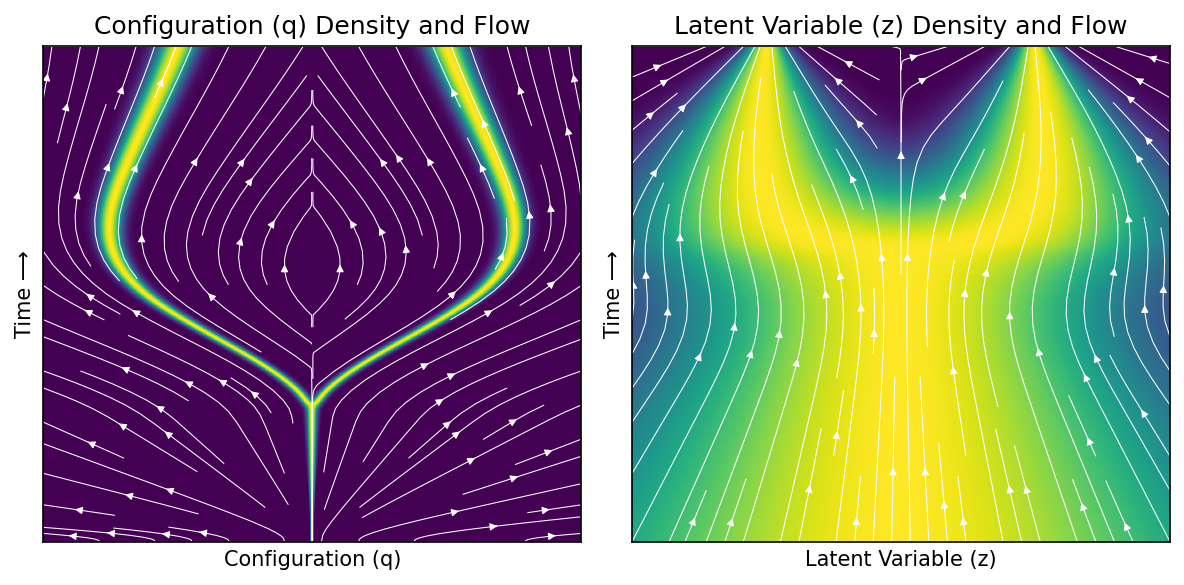 Configuration (q) Density and Flow
Time ⟶
Configuration (q)
Latent Variable (z) Density and Flow
Time ⟶
Latent Variable (z)